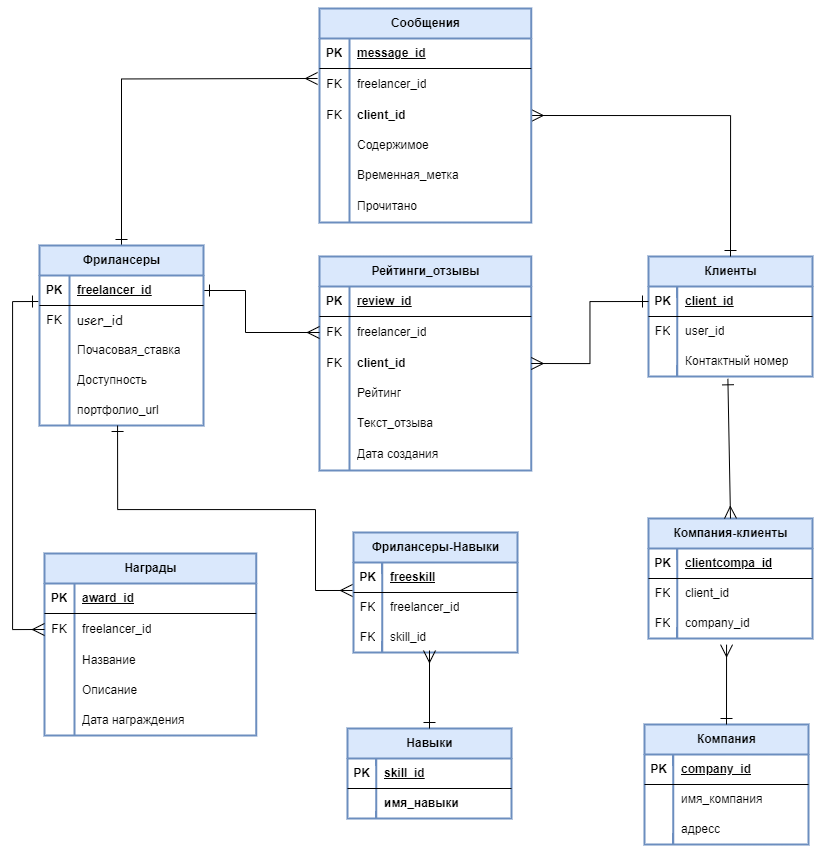 Сообщения
PK message_id
FK freelancer_id
FK client_id
Содержимое
Временная_метка
Прочитано
Фрилансеры
PK freelancer_id
FK user_id
Почасовая_ставка
Доступность
портфолио_url
Рейтинги_отзывы
PK review_id
FK freelancer_id
FK client_id
Рейтинг
Текст_отзыва
Дата создания
Клиенты
PK client_id
FK user_id
Контактный номер
Награды
PK award_id
FK freelancer_id
Название
Описание
Дата награждения
Фрилансеры-Навыки
PK freeskill
FK freelancer_id
FK skill_id
Компания-клиенты
PK clientcompa_id
FK client_id
FK company_id
Навыки
PK skill_id
имя_навыки
Компания
PK company_id
имя_компания
адресс